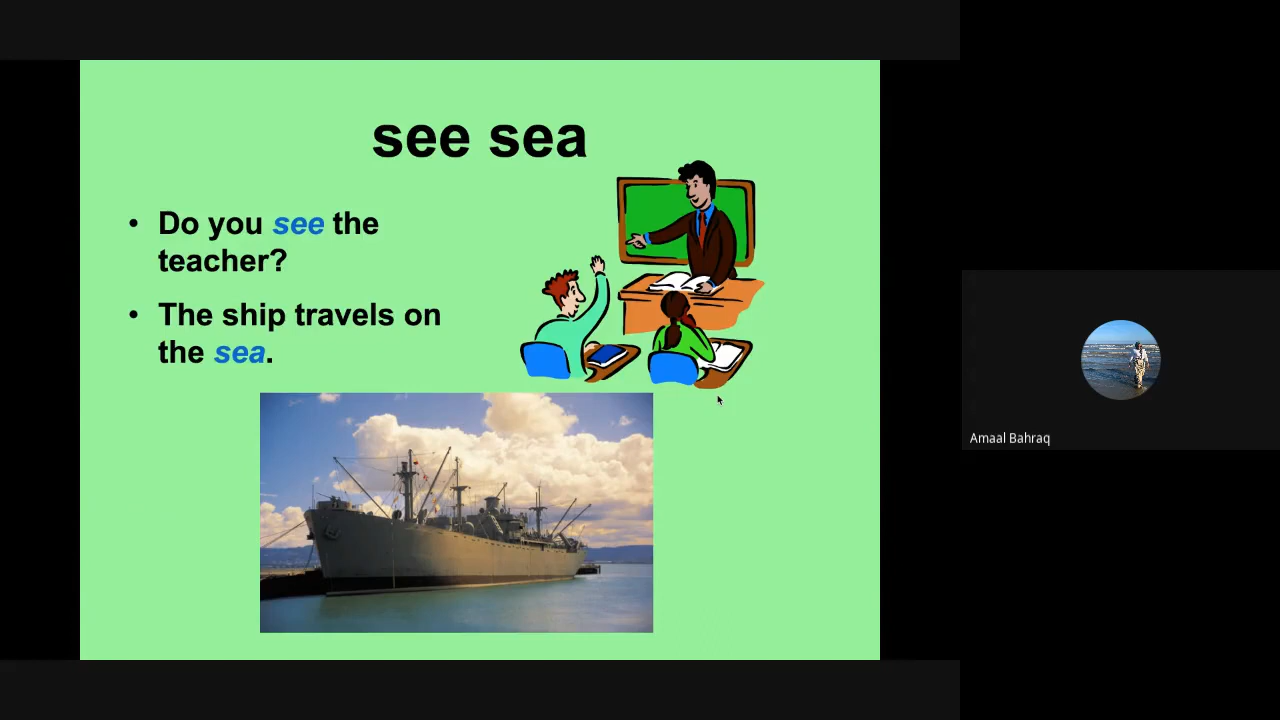 see sea
• Do you see the
teacher?
• The ship travels on
the sea.
Amaal Bahraq